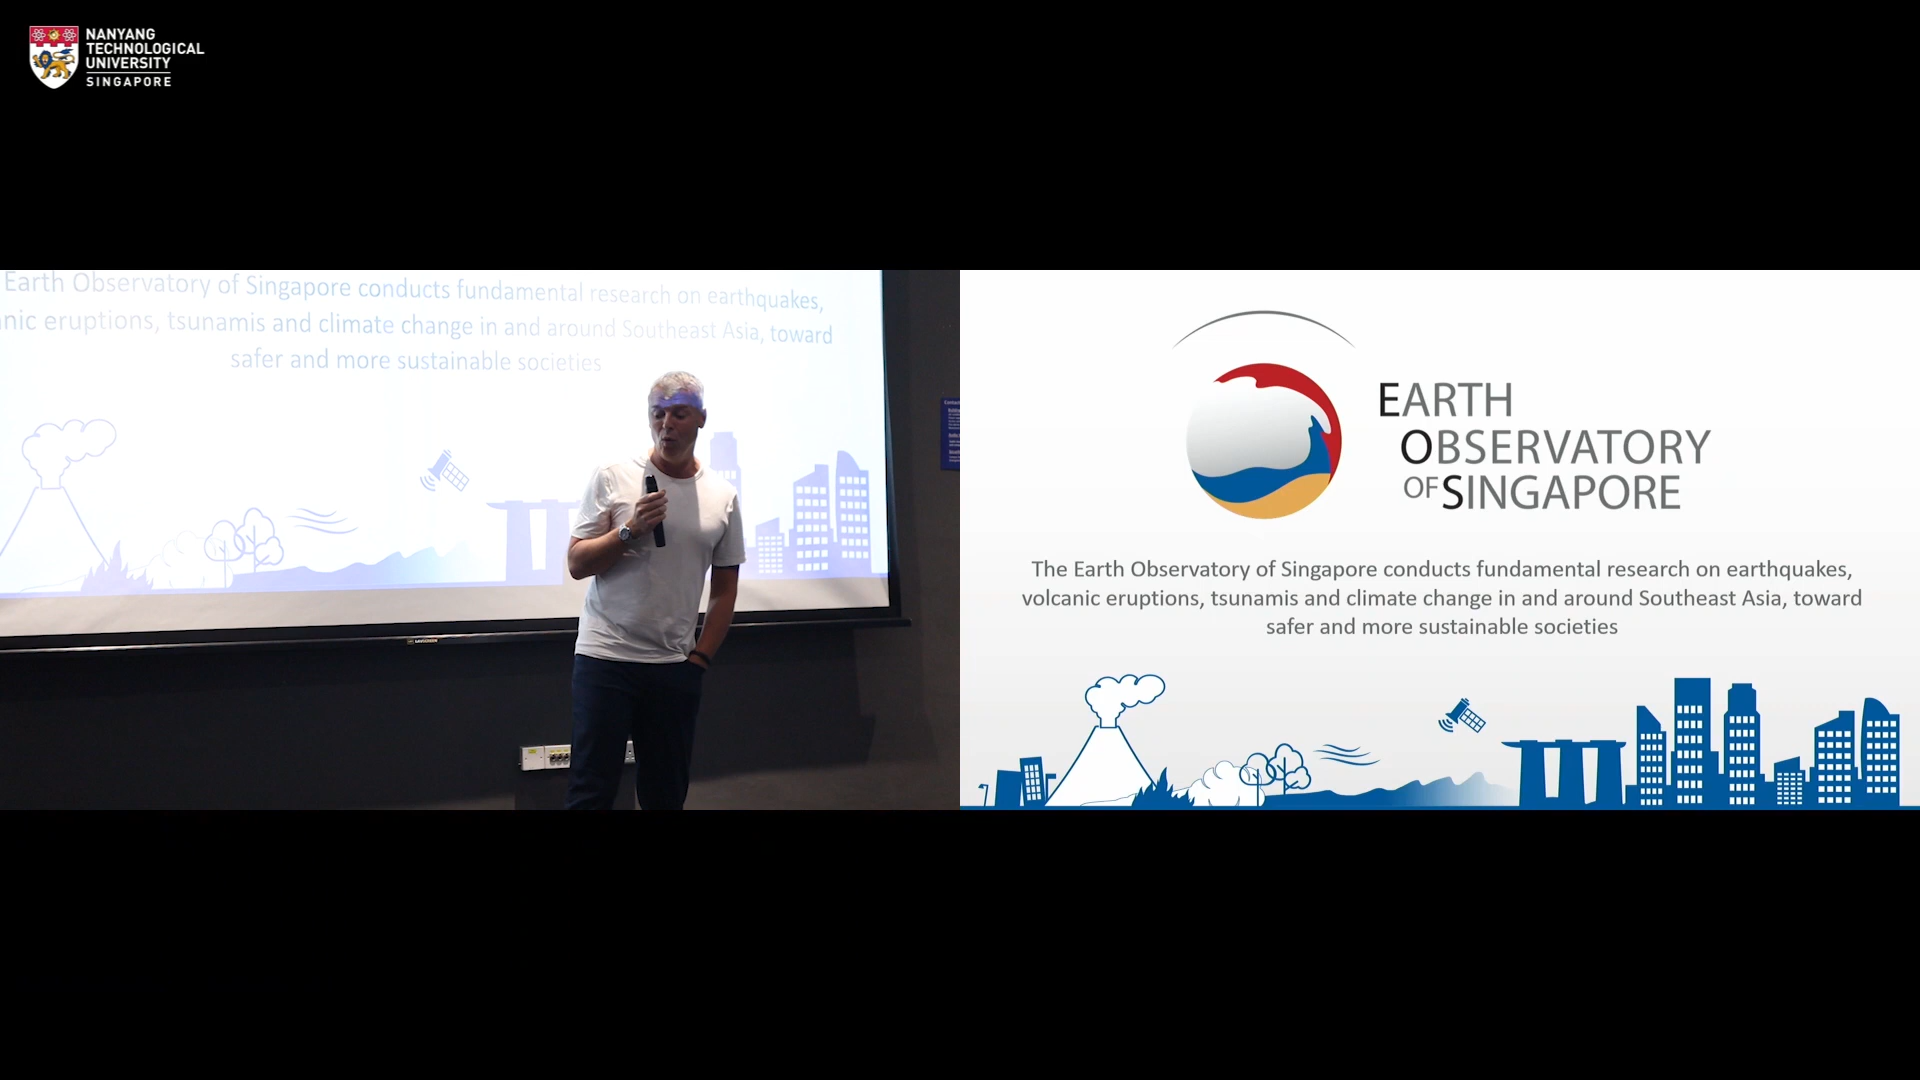 NANYANG
TECHNOLOGICAL
UNIVERSITY
SINGAPORE
Earth Observatory of Singapore conducts fundamental research on earthquakes,
eruptions, tsunamis and climate change in and around Southeast Asia, toward
safer and more sustainable societies
EARTH
OBSERVATORY
OF SINGAPORE
The Earth Observatory of Singapore conducts fundamental research on earthquakes,
volcanic eruptions, tsunamis and climate change in and around Southeast Asia, toward
safer and more sustainable societies